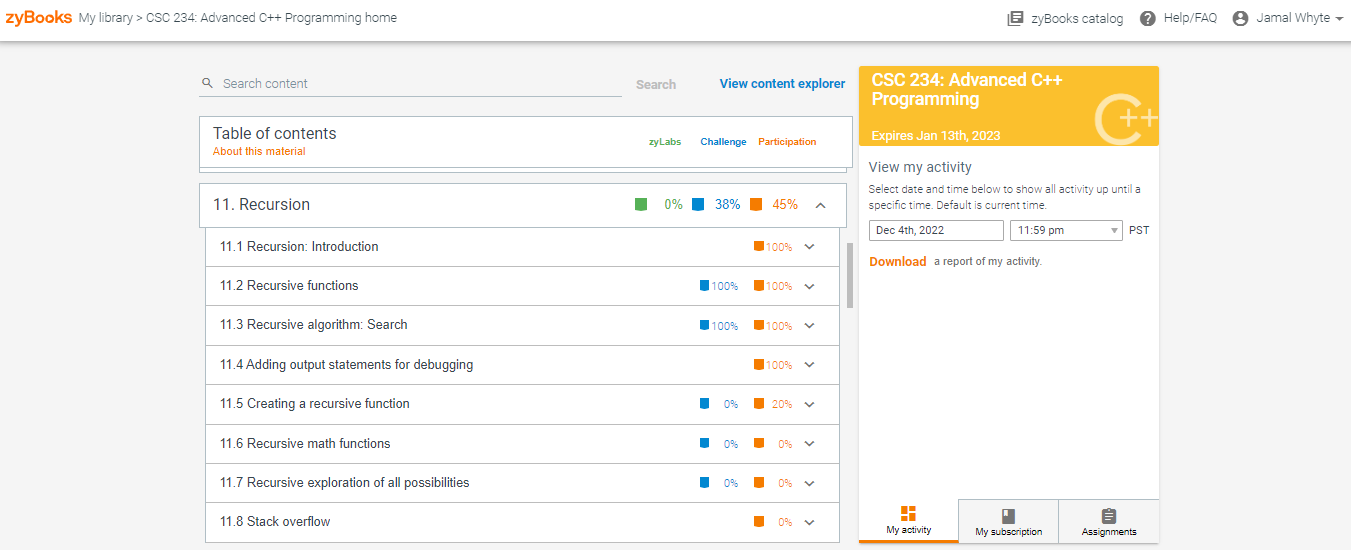 zyBooks My library > CSC 234: Advanced C++ Programming home
zyBooks catalog
Help/FAQ
Jamal Whyte
Search content
Search
View content explorer
Table of contents
About this material
zyLabs Challenge Participation
11. Recursion 0% 38% 45%
11.1 Recursion: Introduction 100%
11.2 Recursive functions 100% 100%
11.3 Recursive algorithm: Search 100% 100%
11.4 Adding output statements for debugging 100%
11.5 Creating a recursive function 0% 20%
11.6 Recursive math functions 0% 0%
11.7 Recursive exploration of all possibilities 0% 0%
11.8 Stack overflow 0%
CSC 234: Advanced C++
Programming
C++
Expires Jan 13th, 2023
View my activity
Select date and time below to show all activity up until a
specific time. Default is current time.
Dec 4th, 2022 11:59 pm PST
Download a report of my activity.
My activity
My subscription
Assignments